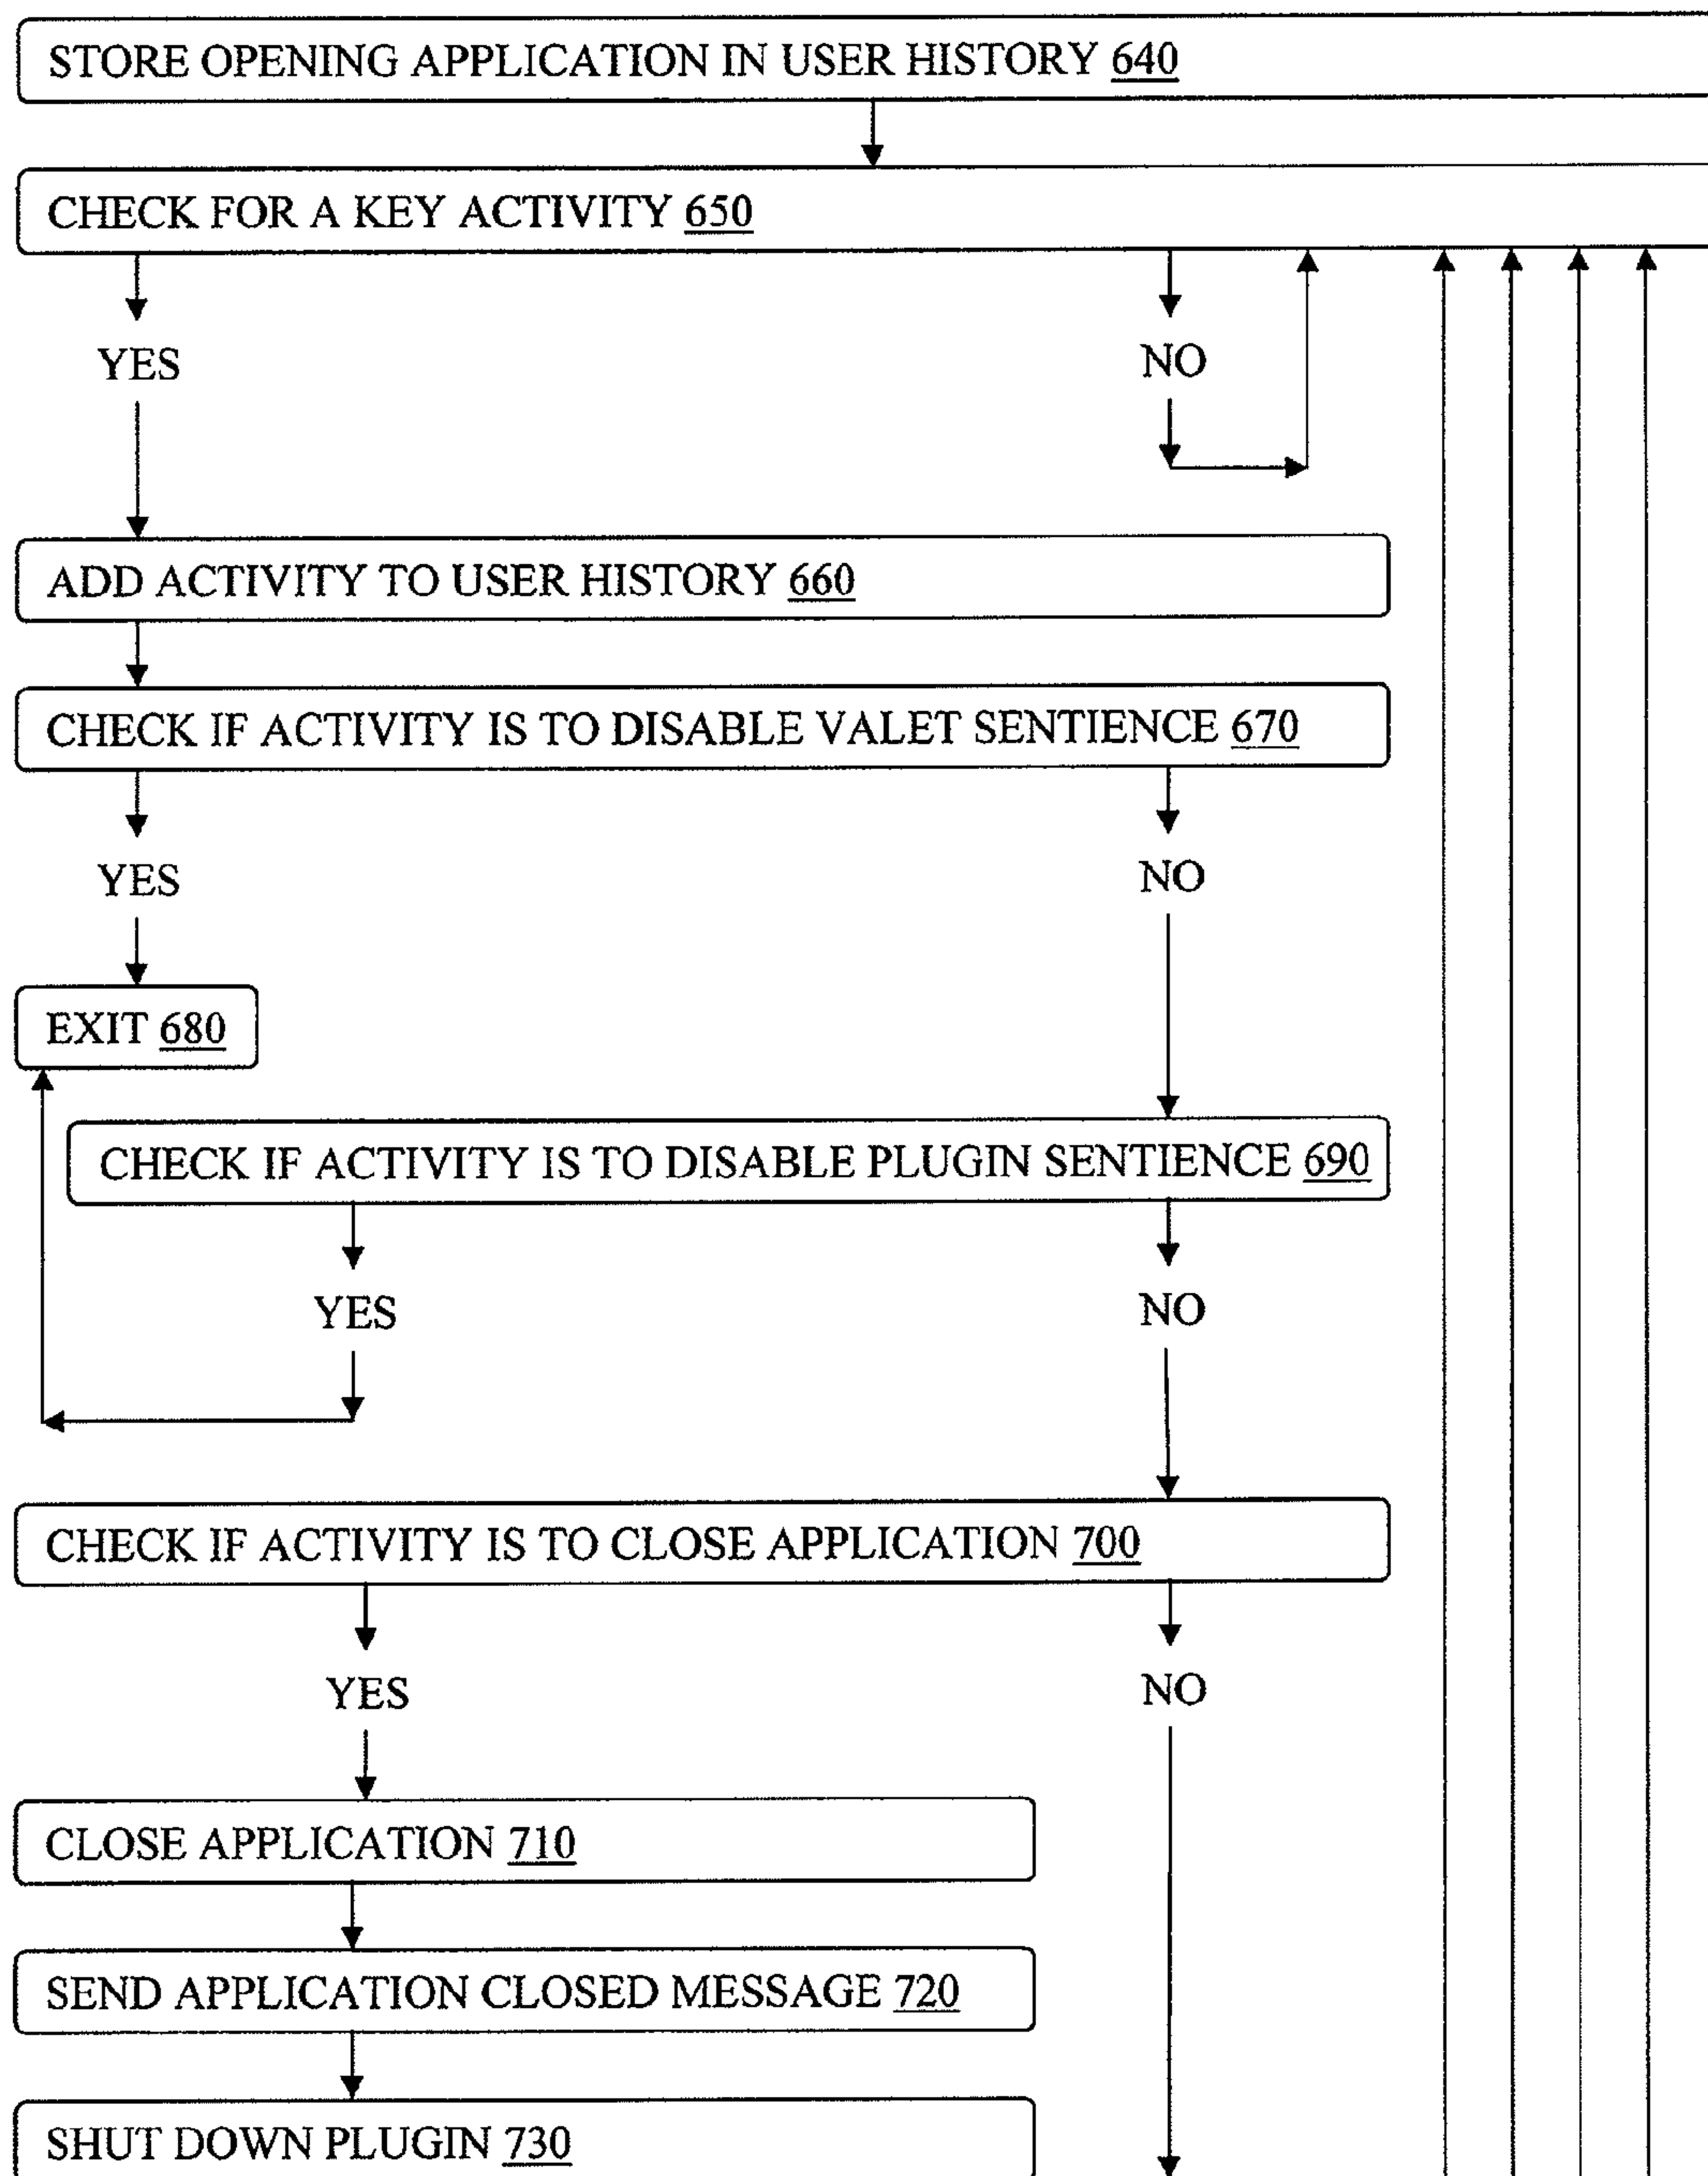 STORE OPENING APPLICATION IN USER HISTORY 640
CHECK FOR A KEY ACTIVITY 650
YES
NO
ADD ACTIVITY TO USER HISTORY 660
CHECK IF ACTIVITY IS TO DISABLE VALET SENTIENCE 670
YES
NO
EXIT 680
CHECK IF ACTIVITY IS TO DISABLE PLUGIN SENTIENCE 690
YES
NO
CHECK IF ACTIVITY IS TO CLOSE APPLICATION 700
YES
NO
CLOSE APPLICATION 710
SEND APPLICATION CLOSED MESSAGE 720
SHUT DOWN PLUGIN 730